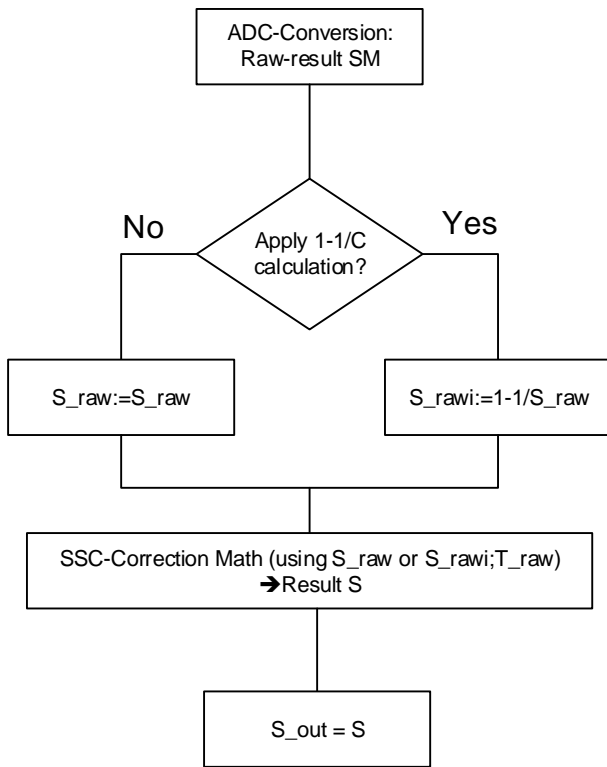 ADC-Conversion:
Raw-result SM
No
Yes
Apply 1-1/C
calculation?
S_raw:=S_raw
S_rawi:=1-1/S_raw
SSC-Correction Math (using S_raw or S_rawi;T_raw)
➔Result S
S_out = S